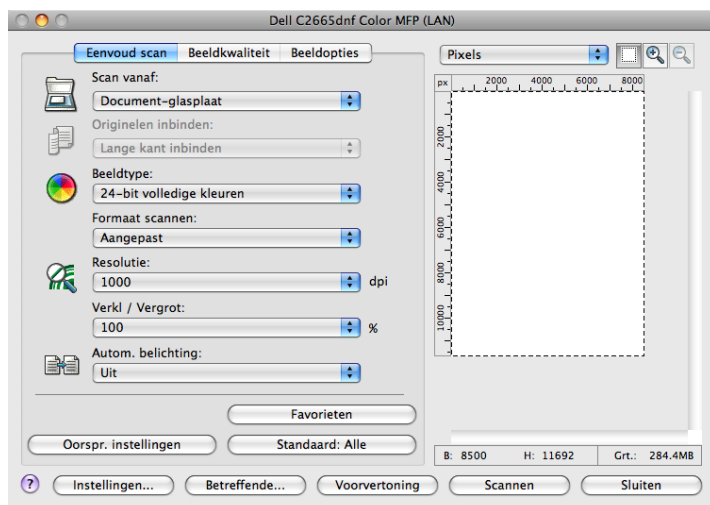 Dell C2665dnf Color MFP (LAN)
Eenvoud scan Beeldkwaliteit Beeldopties
Scan vanaf:
Document-glasplaat
Originelen inbinden:
Lange kant inbinden
Beeldtype:
24-bit volledige kleuren
Formaat scannen:
Aangepast
Resolutie:
1000 dpi
Verkl / Vergrot:
100 %
Autom. belichting:
Uit
Favorieten
Oorspr. instellingen Standaard: Alle
Pixels
px 2000 4000 6000 8000
2000
4000
6000
8000
10000
B: 8500 H: 11692 Grt.: 284.4MB
? Instellingen... Betreffende... Voorvertoning Scannen Sluiten